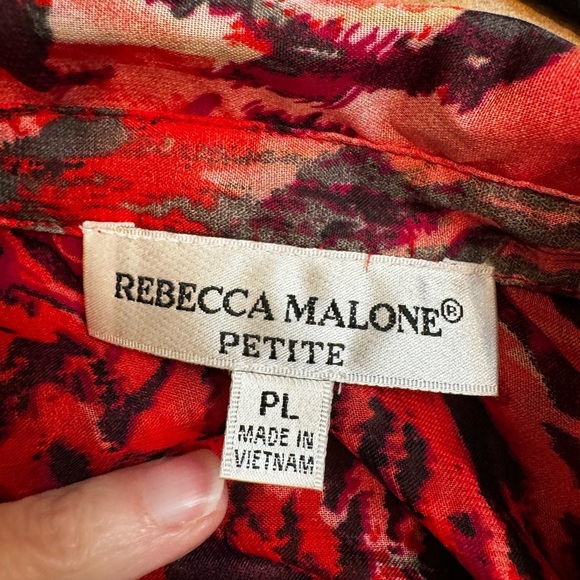 REBECCA MALONE®
PETITE
PL
MADE IN
VIETNAM